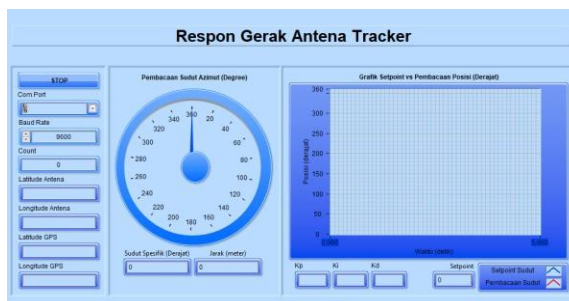 Respon Gerak Antena Tracker
STOP
Com Port
Baud Rate
9600
Count
0
Latitude Antena
Longitude Antena
Latitude GPS
Longitude GPS
Pembacaan Sudut Azimut (Degree)
360
20
40
60
80
100
120
140
160
180
200
220
240
260
280
300
320
340
Sudut Spesifik (Derajat)
Jarak (meter)
0
0
Grafik Setpoint vs Pembacaan Posisi (Derajat)
Posisi (derajat)
360
300
250
200
150
100
50
0
0,000
5,000
Waktu (detik)
Kp
Ki
Kd
Setpoint
0
Setpoint Sudut
Pembacaan Sudut